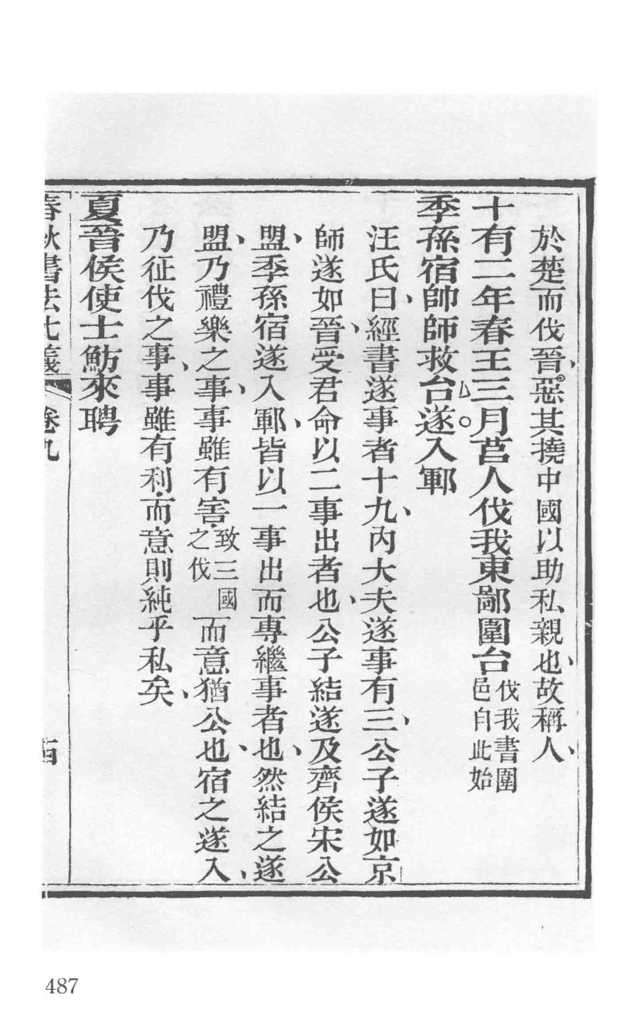 於楚而伐晉惡其撓中國以助私親也故稱人
十有二年春王三月莒人伐我東鄙圍台伐我書圍邑自此始
季孫宿帥師救台遂入鄆
汪氏曰經書遂事者十九內大夫遂事有三公子遂如京
師遂如晉受君命以二事出者也公子結遂及齊侯宋公
盟季孫宿遂入鄆皆以一事出而專繼事者也然結之遂
盟乃禮樂之事事雖有害致三國之伐而意猶公也宿之遂入
乃征伐之事事雖有利而意則純乎私矣
夏晉侯使士魴來聘
春秋書法比義 卷九
487